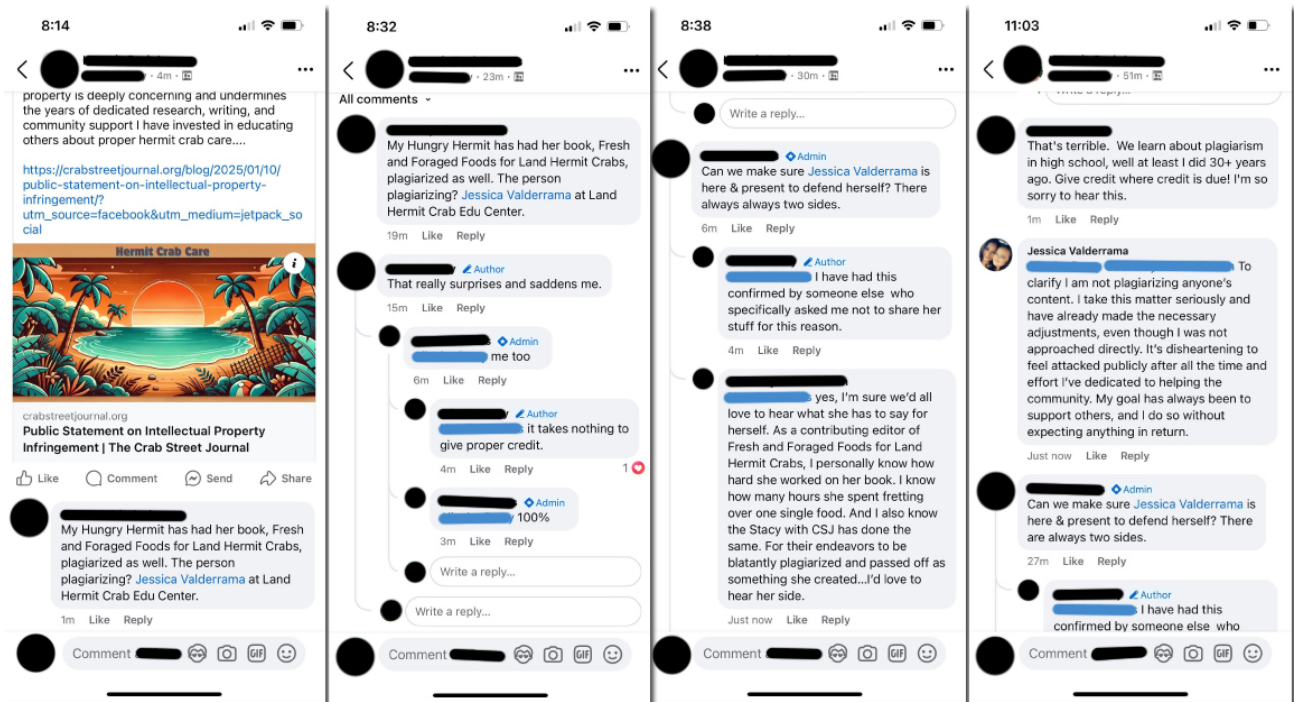 8:14
· 4m ·
property is deeply concerning and undermines
the years of dedicated research, writing, and
community support I have invested in educating
others about proper hermit crab care....
https://crabstreetjournal.org/blog/2025/01/10/
public-statement-on-intellectual-property-
infringement/?
utm_source=facebook&utm_medium=jetpack_so
cial
Hermit Crab Care
i
crabstreetjournal.org
Public Statement on Intellectual Property
Infringement | The Crab Street Journal
Like Comment Send Share
My Hungry Hermit has had her book, Fresh
and Foraged Foods for Land Hermit Crabs,
plagiarized as well. The person
plagiarizing? Jessica Valderrama at Land
Hermit Crab Edu Center.
1m Like Reply
Comment
GIF
8:32
· 23m ·
All comments
My Hungry Hermit has had her book, Fresh
and Foraged Foods for Land Hermit Crabs,
plagiarized as well. The person
plagiarizing? Jessica Valderrama at Land
Hermit Crab Edu Center.
19m Like Reply
Author
That really surprises and saddens me.
15m Like Reply
Admin
me too
6m Like Reply
Author
it takes nothing to
give proper credit.
4m Like Reply 1
Admin
100%
3m Like Reply
Write a reply...
Write a reply...
Comment
GIF
8:38
· 30m ·
Write a reply...
Admin
Can we make sure Jessica Valderrama is
here & present to defend herself? There
always always two sides.
6m Like Reply
Author
I have had this
confirmed by someone else who
specifically asked me not to share her
stuff for this reason.
4m Like Reply
yes, I'm sure we'd all
love to hear what she has to say for
herself. As a contributing editor of
Fresh and Foraged Foods for Land
Hermit Crabs, I personally know how
hard she worked on her book. I know
how many hours she spent fretting
over one single food. And I also know
the Stacy with CSJ has done the
same. For their endeavors to be
blatantly plagiarized and passed off as
something she created...I'd love to
hear her side.
Just now Like Reply
Comment
GIF
11:03
· 51m ·
Write a reply...
That's terrible. We learn about plagiarism
in high school, well at least I did 30+ years
ago. Give credit where credit is due! I'm so
sorry to hear this.
1m Like Reply
Jessica Valderrama
To
clarify I am not plagiarizing anyone's
content. I take this matter seriously and
have already made the necessary
adjustments, even though I was not
approached directly. It's disheartening to
feel attacked publicly after all the time and
effort I've dedicated to helping the
community. My goal has always been to
support others, and I do so without
expecting anything in return.
Just now Like Reply
Admin
Can we make sure Jessica Valderrama is
here & present to defend herself? There
are always two sides.
27m Like Reply
Author
I have had this
confirmed by someone else who
Comment
GIF